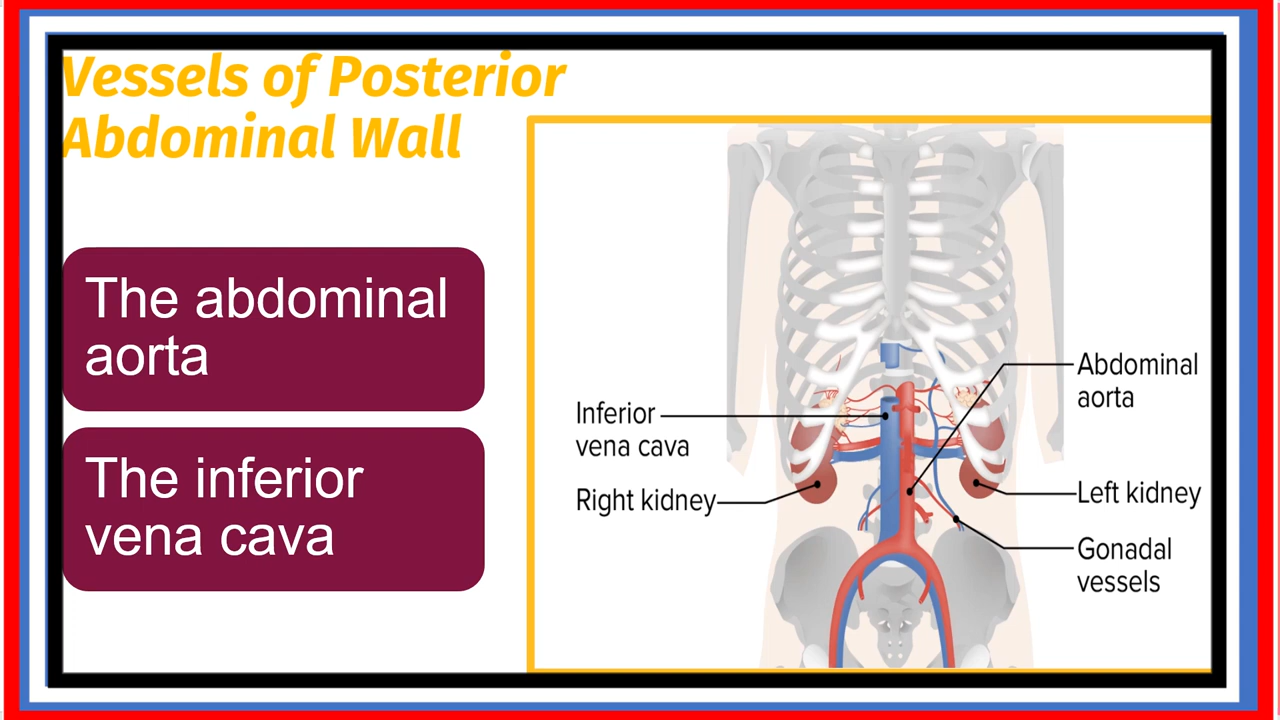 Vessels of Posterior
Abdominal Wall
The abdominal
aorta
The inferior
vena cava
Inferior
vena cava
Right kidney
Abdominal
aorta
Left kidney
Gonadal
vessels